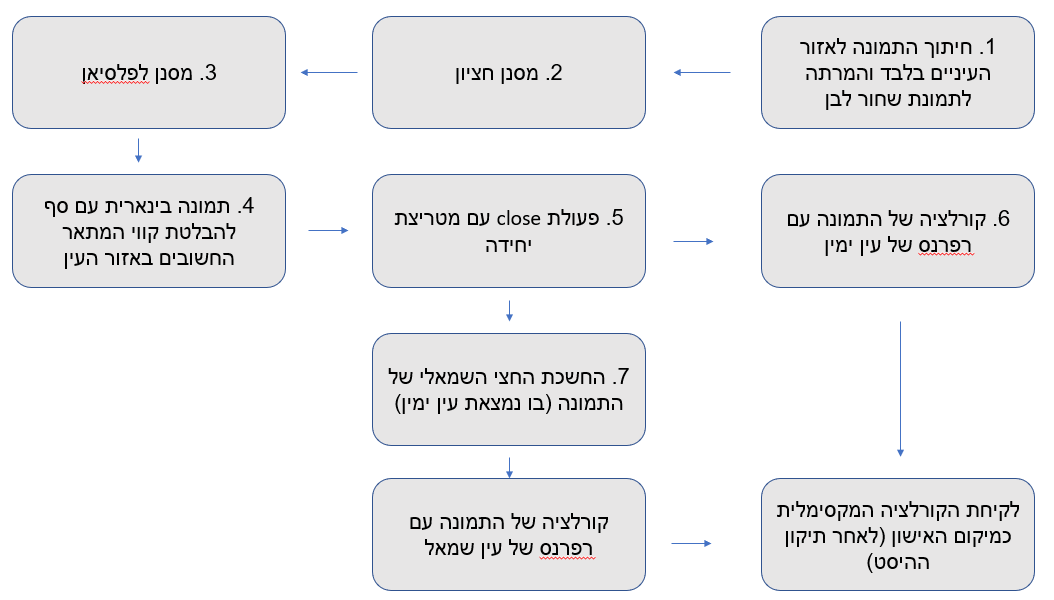 1. חיתוך התמונה לאזור
העיניים בלבד והמרתה
לתמונת שחור לבן
2. מסנן חציון
3. מסנן לפלסיאן
4. תמונה בינארית עם סף
להבלטת קווי המתאר
החשובים באזור העין
5. פעולת close עם מטריצת
יחידה
6. קורלציה של התמונה עם
רפרנס של עין ימין
7. החשכת החצי השמאלי של
התמונה (בו נמצאת עין ימין)
קורלציה של התמונה עם
רפרנס של עין שמאל
לקיחת הקורלציה המקסימלית
כמיקום האישון (לאחר תיקון
ההיסט)